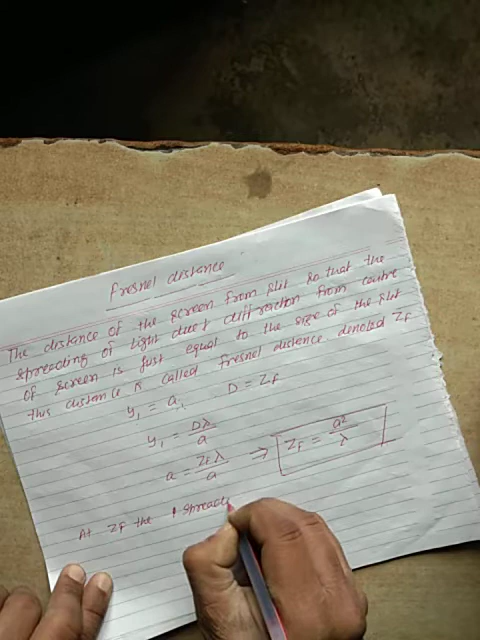 fresnel distance
The distance of the screen from slit so that the
spreading of light due to diffraction from centre
of screen is just equal to the size of the slit
this distance is called fresnel distance denoted ZF
y₁ = a, D = ZF
y₁ = Dλ/a
a = ZFλ/a ⇒ ZF = a²/λ
At ZF the spreads